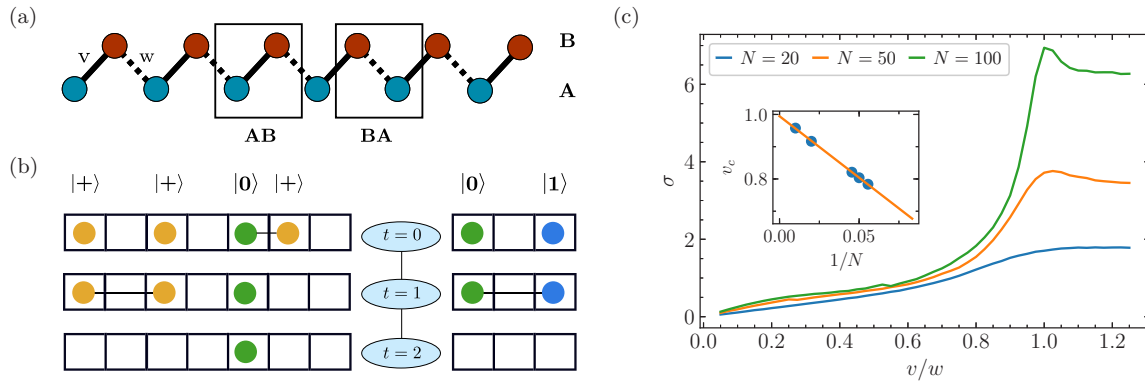 (a)
v w
B
A
AB BA
(b)
|+⟩ |+⟩ |0⟩ |+⟩ |0⟩ |1⟩
t = 0
t = 1
t = 2
(c)
N = 20 N = 50 N = 100
σ
6
4
2
0
0.0 0.2 0.4 0.6 0.8 1.0 1.2
v/w
v_c
1.0
0.8
0.00 0.05
1/N